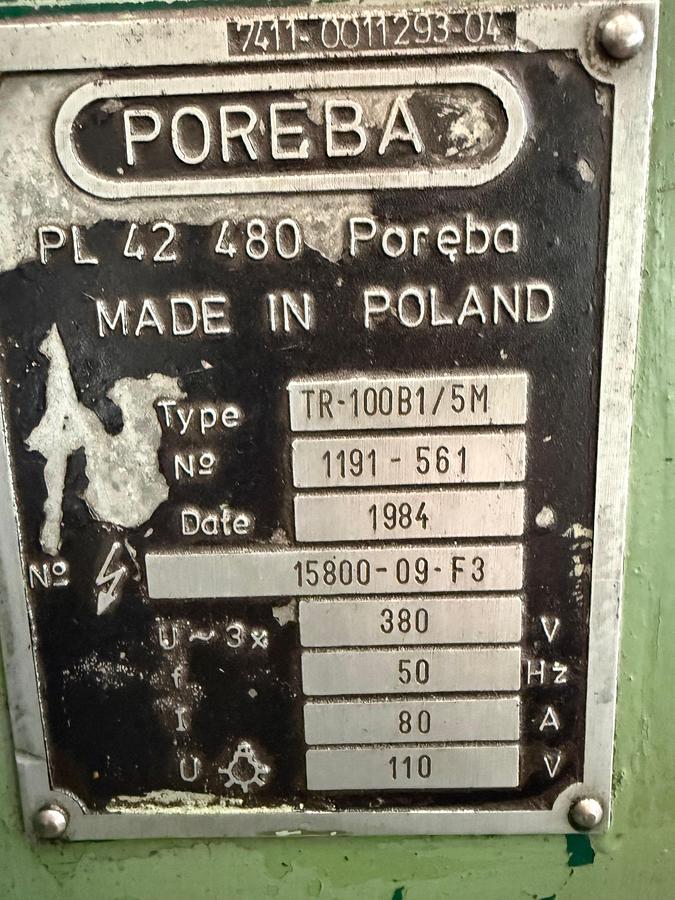 7411-0011293-04
PORĘBA
PL 42 480 Poręba
MADE IN POLAND
Type TR-100B1/5M
Nº 1191-561
Date 1984
Nº 15800-09-F3
U~3x 380 V
f 50 Hz
I 80 A
U 110 V